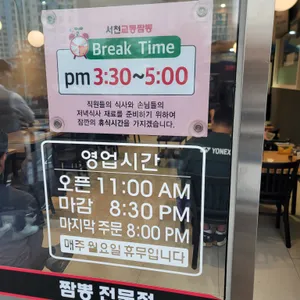 서천교동짬뽕
Break Time
pm 3:30~5:00
직원들의 식사와 손님들의
저녁식사 재료를 준비하기 위하여
잠깐의 휴식시간을 가지겠습니다.
YONEX
영업시간
오픈 11:00 AM
마감 8:30 PM
마지막 주문 8:00 PM
매주 월요일 휴무입니다
짬뽕 전문점